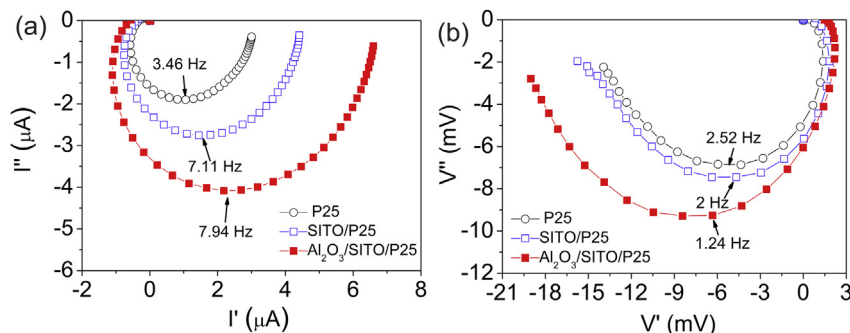 (a)
0
-1
-2
-3
-4
-5
-6
I'' (μA)
3.46 Hz
7.11 Hz
7.94 Hz
P25
SITO/P25
Al₂O₃/SITO/P25
-2 0 2 4 6 8
I' (μA)
(b)
0
-2
-4
-6
-8
-10
-12
V'' (mV)
2.52 Hz
2 Hz
1.24 Hz
P25
SITO/P25
Al₂O₃/SITO/P25
-21 -18 -15 -12 -9 -6 -3 0 3
V' (mV)